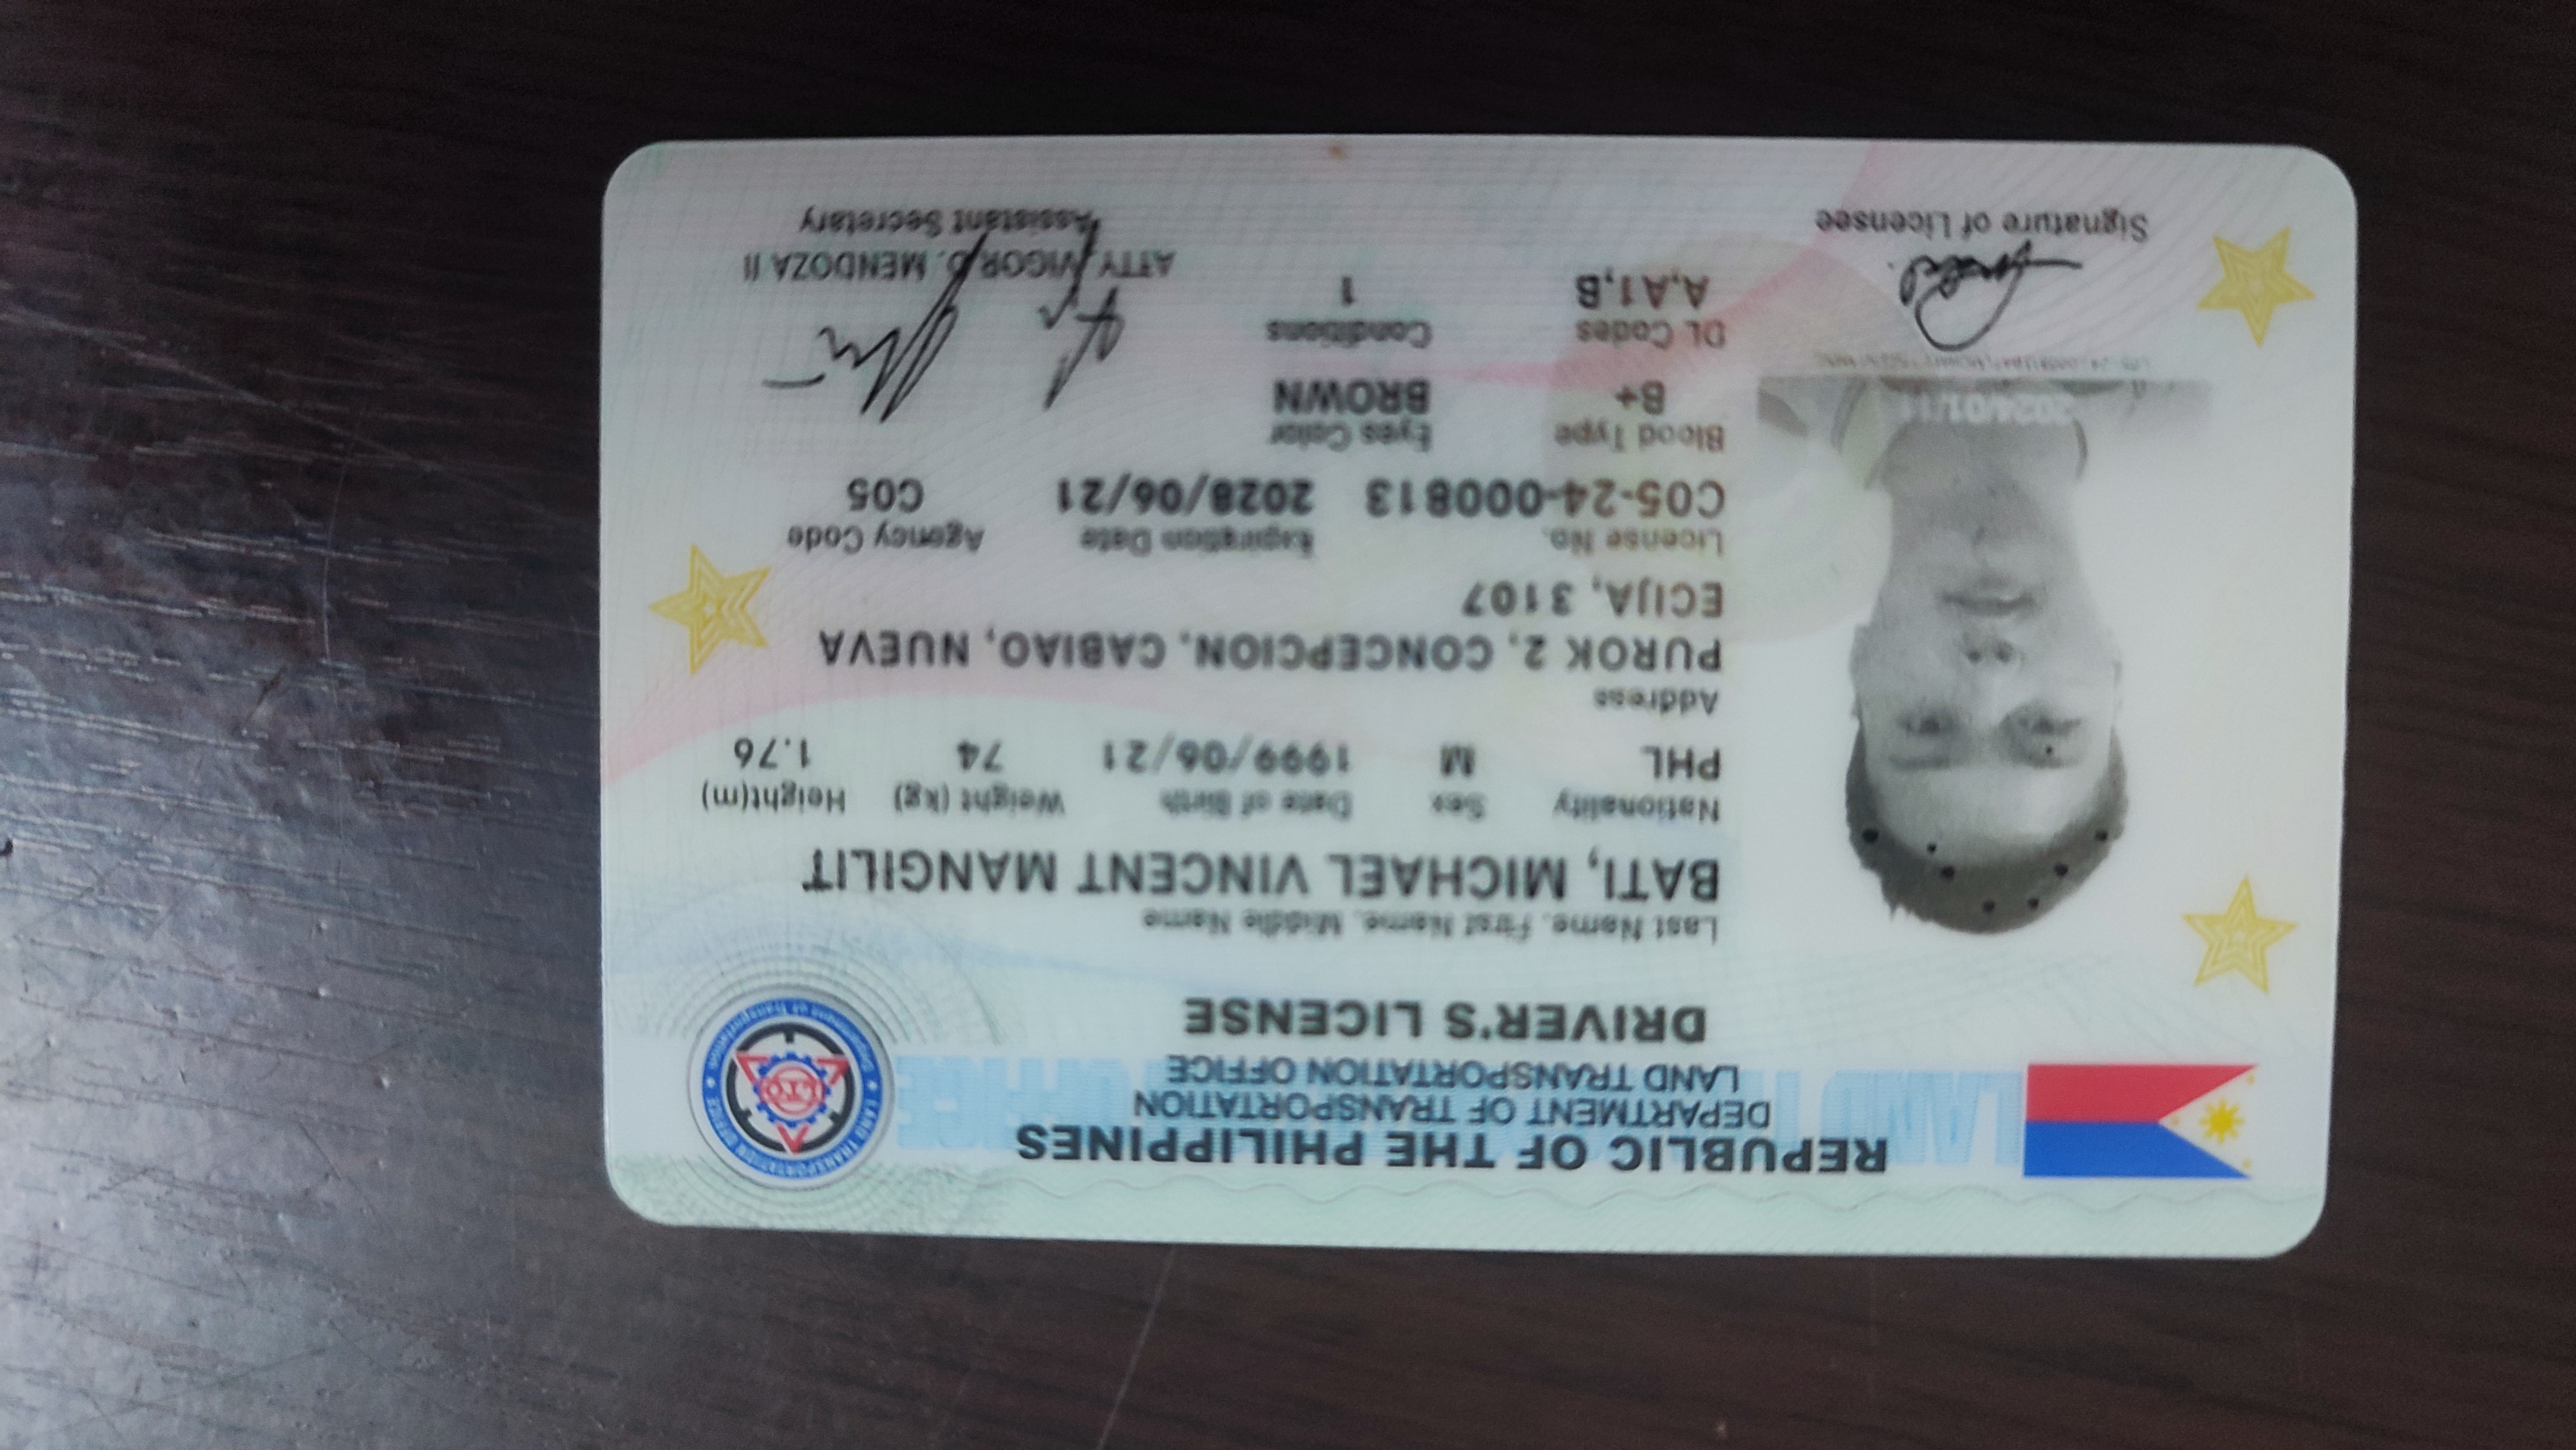 REPUBLIC OF THE PHILIPPINES
DEPARTMENT OF TRANSPORTATION
LAND TRANSPORTATION OFFICE
DRIVER'S LICENSE
LAND TRANSPORTATION OFFICE
LTO
Department of Transportation
Last Name, First Name, Middle Name
BATI, MICHAEL VINCENT MANGILIT
Nationality Sex Date of Birth Weight (kg) Height(m)
PHL M 1999/06/21 74 1.76
Address
PUROK 2, CONCEPCION, CABIAO, NUEVA
ECIJA, 3107
License No. Expiration Date Agency Code
C05-24-000813 2028/06/21 C05
Blood Type Eyes Color
B+ BROWN
DL Codes Conditions
A,A1,B 1
2024/01/11
Signature of Licensee
ATTY. VIGOR D. MENDOZA II
Assistant Secretary